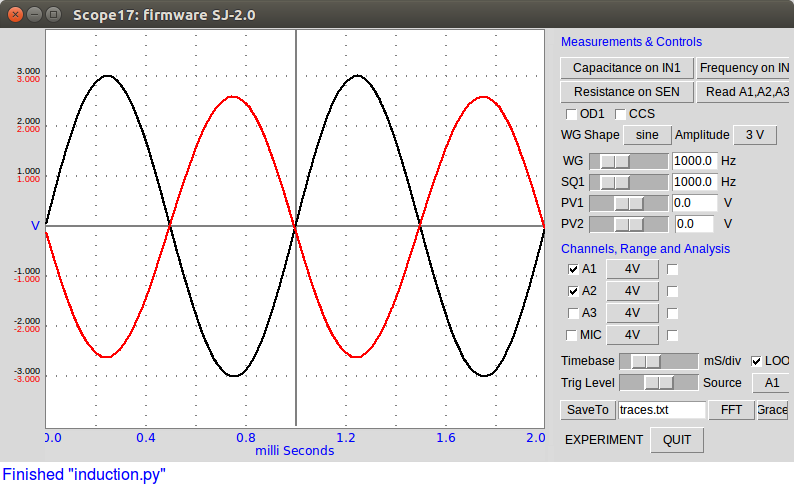 Scope17: firmware SJ-2.0
Measurements & Controls
Capacitance on IN1 Frequency on IN
Resistance on SEN Read A1,A2,A3
OD1 CCS
WG Shape sine Amplitude 3 V
WG 1000.0 Hz
SQ1 1000.0 Hz
PV1 0.0 V
PV2 0.0 V
Channels, Range and Analysis
A1 4V
A2 4V
A3 4V
MIC 4V
Timebase mS/div LOO
Trig Level Source A1
SaveTo traces.txt FFT Grace
EXPERIMENT QUIT
3.000
3.000
2.000
2.000
1.000
1.000
V
-1.000
-1.000
-2.000
-2.000
-3.000
-3.000
0.0 0.4 0.8 1.2 1.6 2.0
milli Seconds
Finished "induction.py"